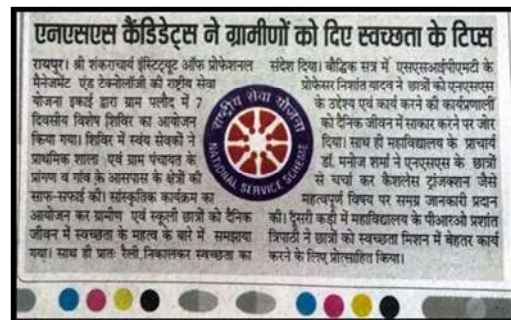 एनएसएस कैंडिडेट्स ने ग्रामीणों को दिए स्वच्छता के टिप्स
रायपुर। श्री शंकराचार्य इंस्टिट्यूट ऑफ प्रोफेशनल
मैनेजमेंट एंड टेक्नोलॉजी की राष्ट्रीय सेवा
योजना इकाई द्वारा ग्राम पलौद में 7
दिवसीय विशेष शिविर का आयोजन
किया गया। शिविर में स्वयं सेवकों ने
प्राथमिक शाला एवं ग्राम पंचायत के
प्रांगण व गांव के आसपास के क्षेत्रों की
साफ-सफाई की। सांस्कृतिक कार्यक्रम का
आयोजन कर ग्रामीण एवं स्कूली छात्रों को दैनिक
जीवन में स्वच्छता के महत्व के बारे में समझाया
गया। साथ ही प्रातः रैली निकालकर स्वच्छता का
राष्ट्रीय सेवा योजना
NATIONAL SERVICE SCHEME
संदेश दिया। बौद्धिक सत्र में एसएसआईपीएमटी के
प्रोफेसर निशांत यादव ने छात्रों को एनएसएस
के उद्देश्य एवं कार्य करने की कार्यप्रणाली
को दैनिक जीवन में साकार करने पर जोर
दिया। साथ ही महाविद्यालय के प्राचार्य
डॉ. मनोज शर्मा ने एनएसएस के छात्रों
से चर्चा कर कैशलेस ट्रांजक्शन जैसे
महत्वपूर्ण विषय पर समग्र जानकारी प्रदान
की। दूसरी कड़ी में महाविद्यालय के पीआरओ प्रशांत
त्रिपाठी ने छात्रों को स्वच्छता मिशन में बेहतर कार्य
करने के लिए प्रोत्साहित किया।